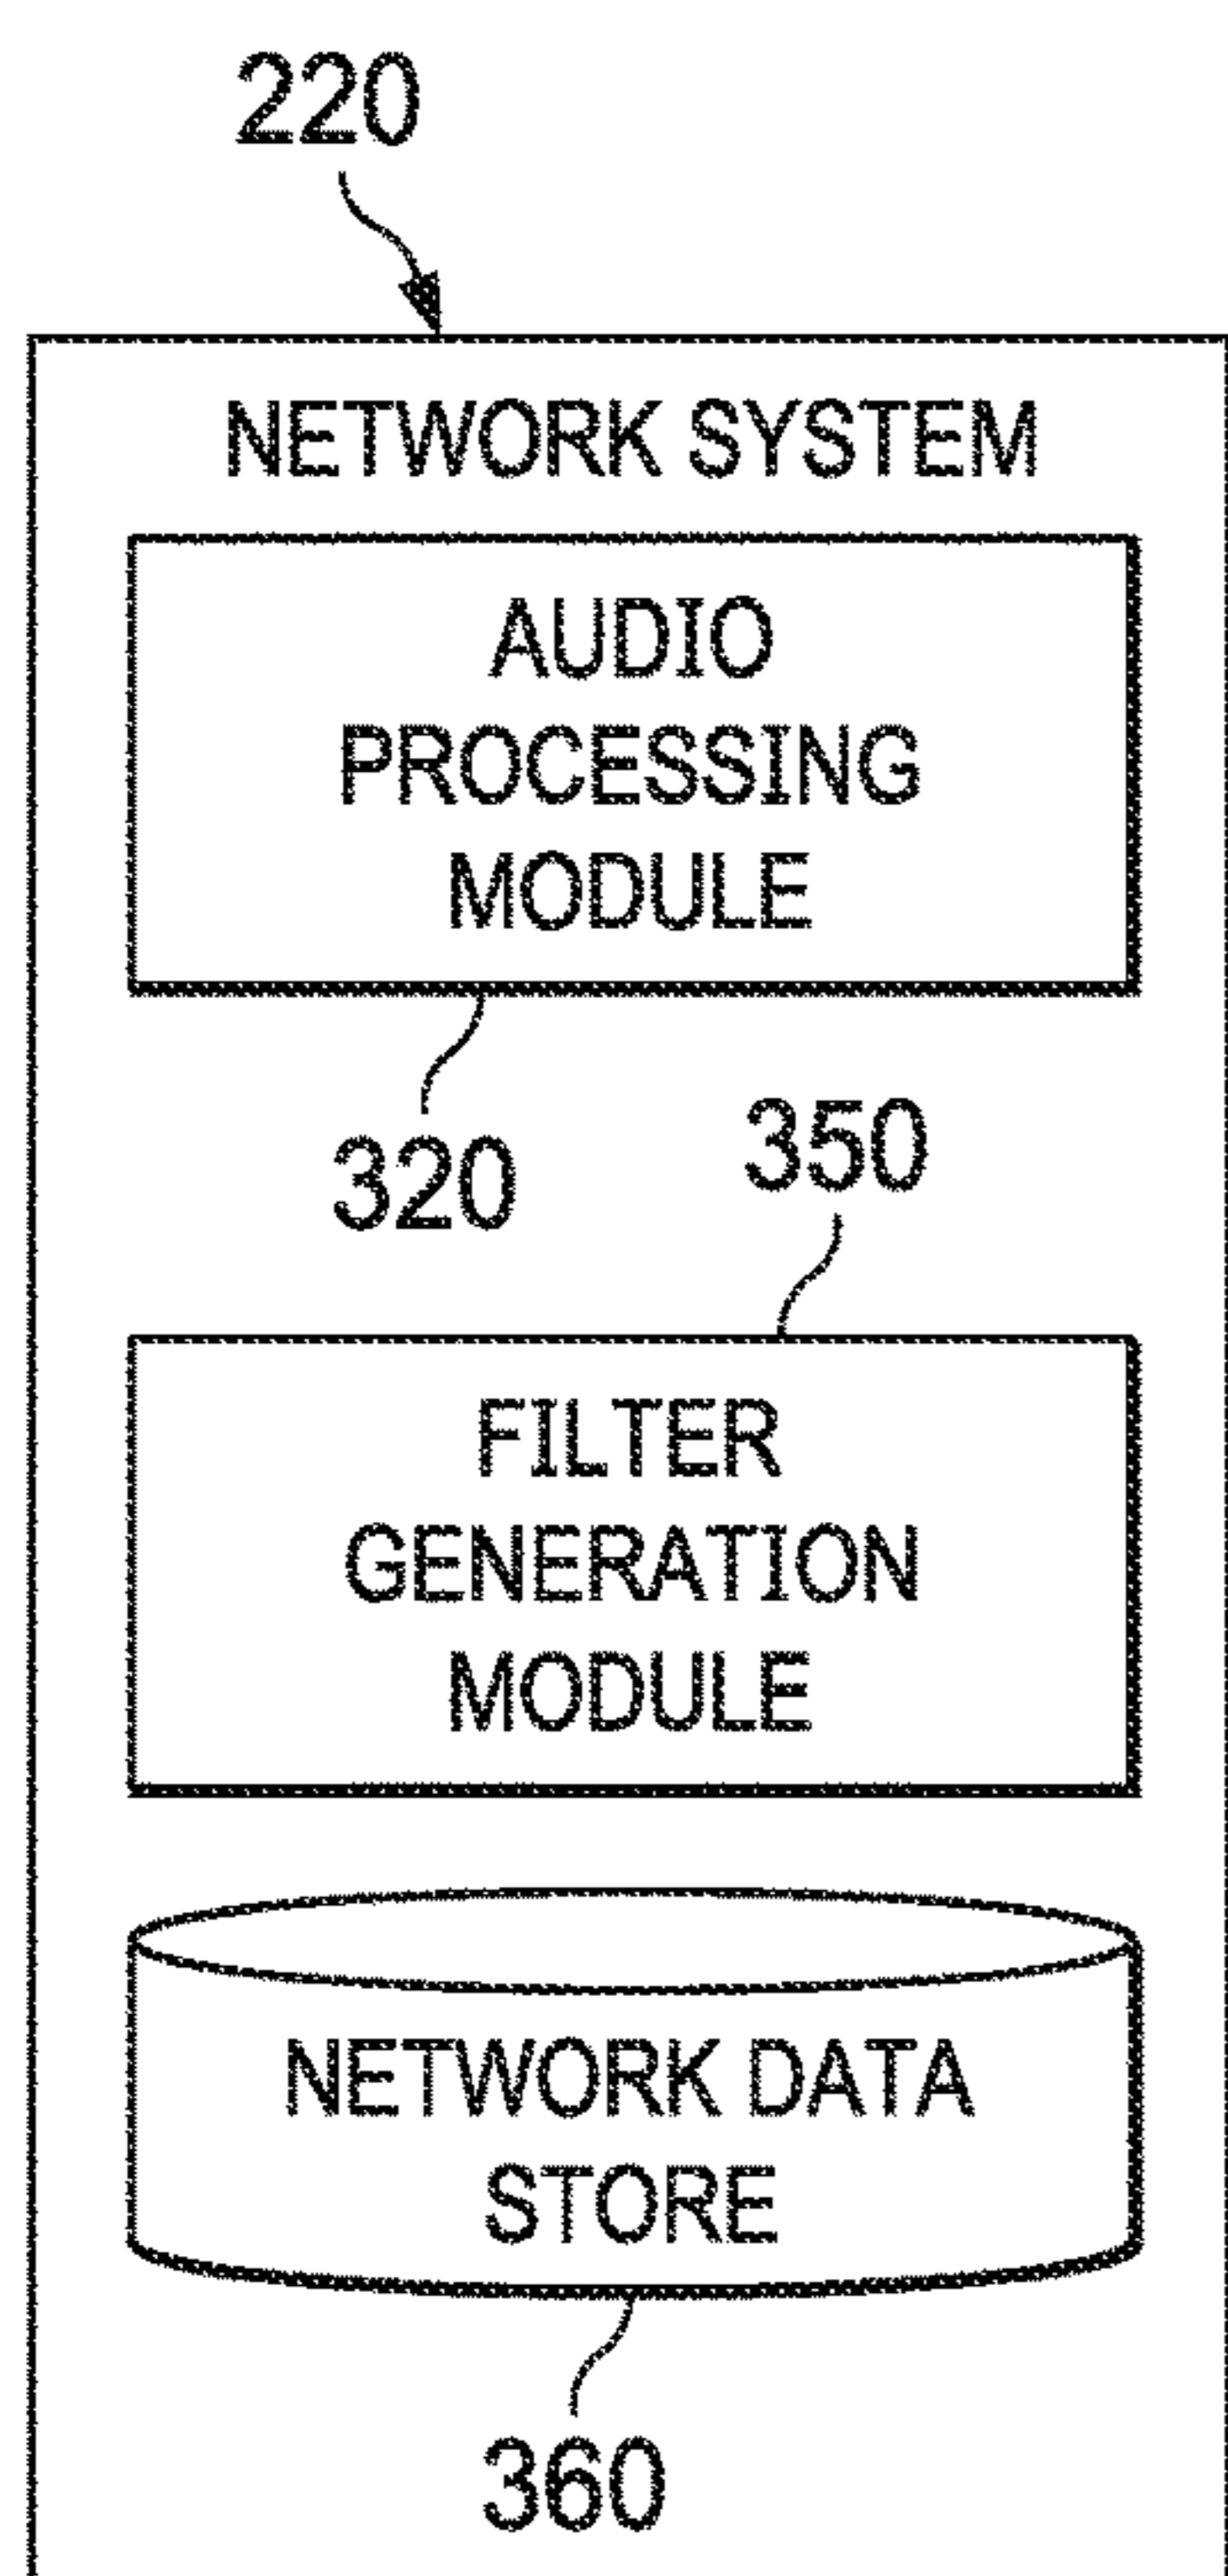 220
NETWORK SYSTEM
AUDIO
PROCESSING
MODULE
320
350
FILTER
GENERATION
MODULE
NETWORK DATA
STORE
360